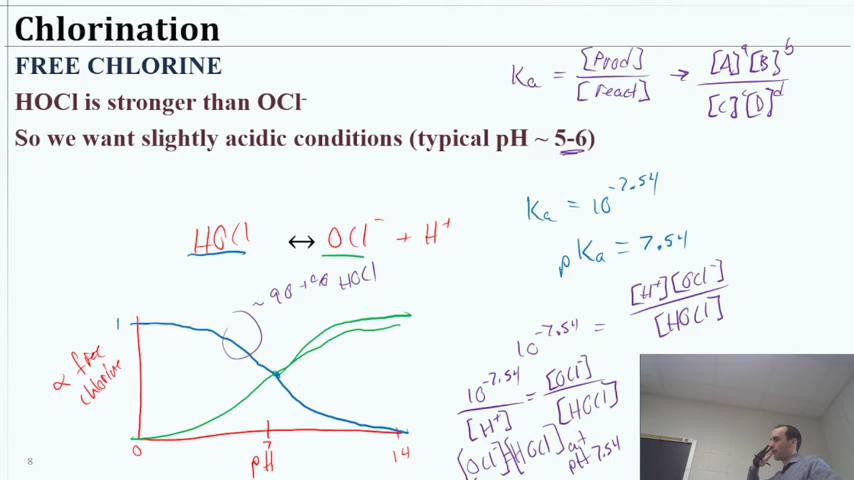 Chlorination
FREE CHLORINE
HOCl is stronger than OCl-
So we want slightly acidic conditions (typical pH ~ 5-6)
Ka = [Prod] / [react] → [A]^a [B]^b / [C]^c [D]^d
Ka = 10^-7.54
pKa = 7.54
HOCl ↔ OCl^- + H^+
HOCl
10^-7.54 = [H^+][OCl^-] / [HOCl]
10^-7.54 / [H^+] = [OCl^-] / [HOCl]
[OCl^-] [HOCl] at
pH 7.54
1
α free
chlorine
0
7
14
pH
8